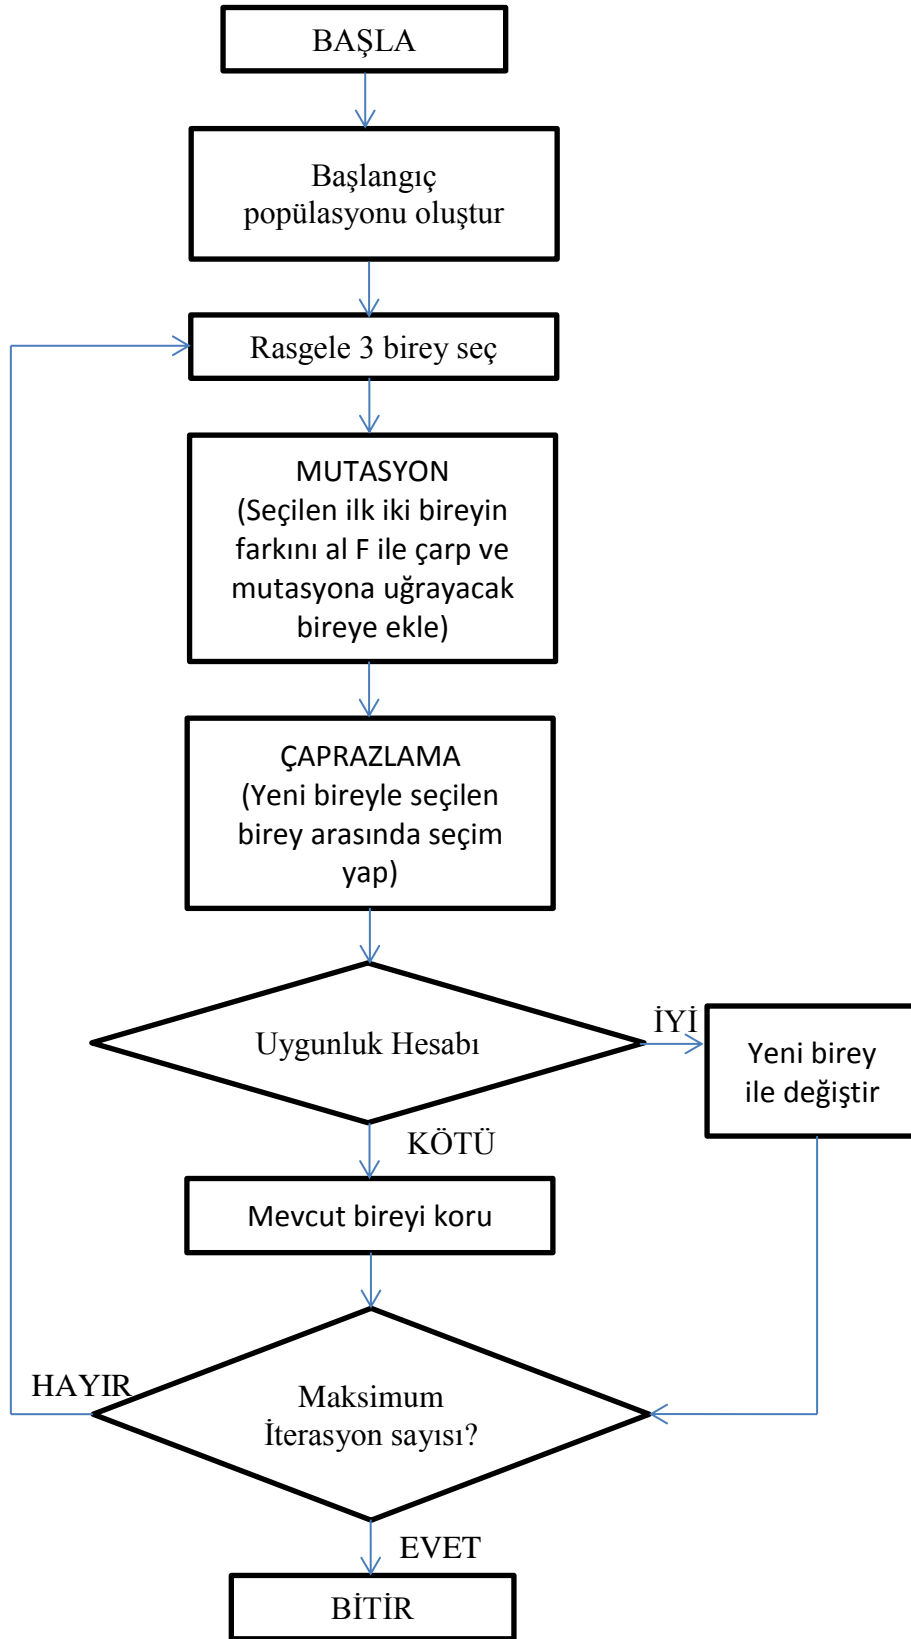 BAŞLA
Başlangıç
popülasyonu oluştur
Rasgele 3 birey seç
MUTASYON
(Seçilen ilk iki bireyin
farkını al F ile çarp ve
mutasyona uğrayacak
bireye ekle)
ÇAPRAZLAMA
(Yeni bireyle seçilen
birey arasında seçim
yap)
Uygunluk Hesabı
İYİ
Yeni birey
ile değiştir
KÖTÜ
Mevcut bireyi koru
HAYIR
Maksimum
İterasyon sayısı?
EVET
BİTİR